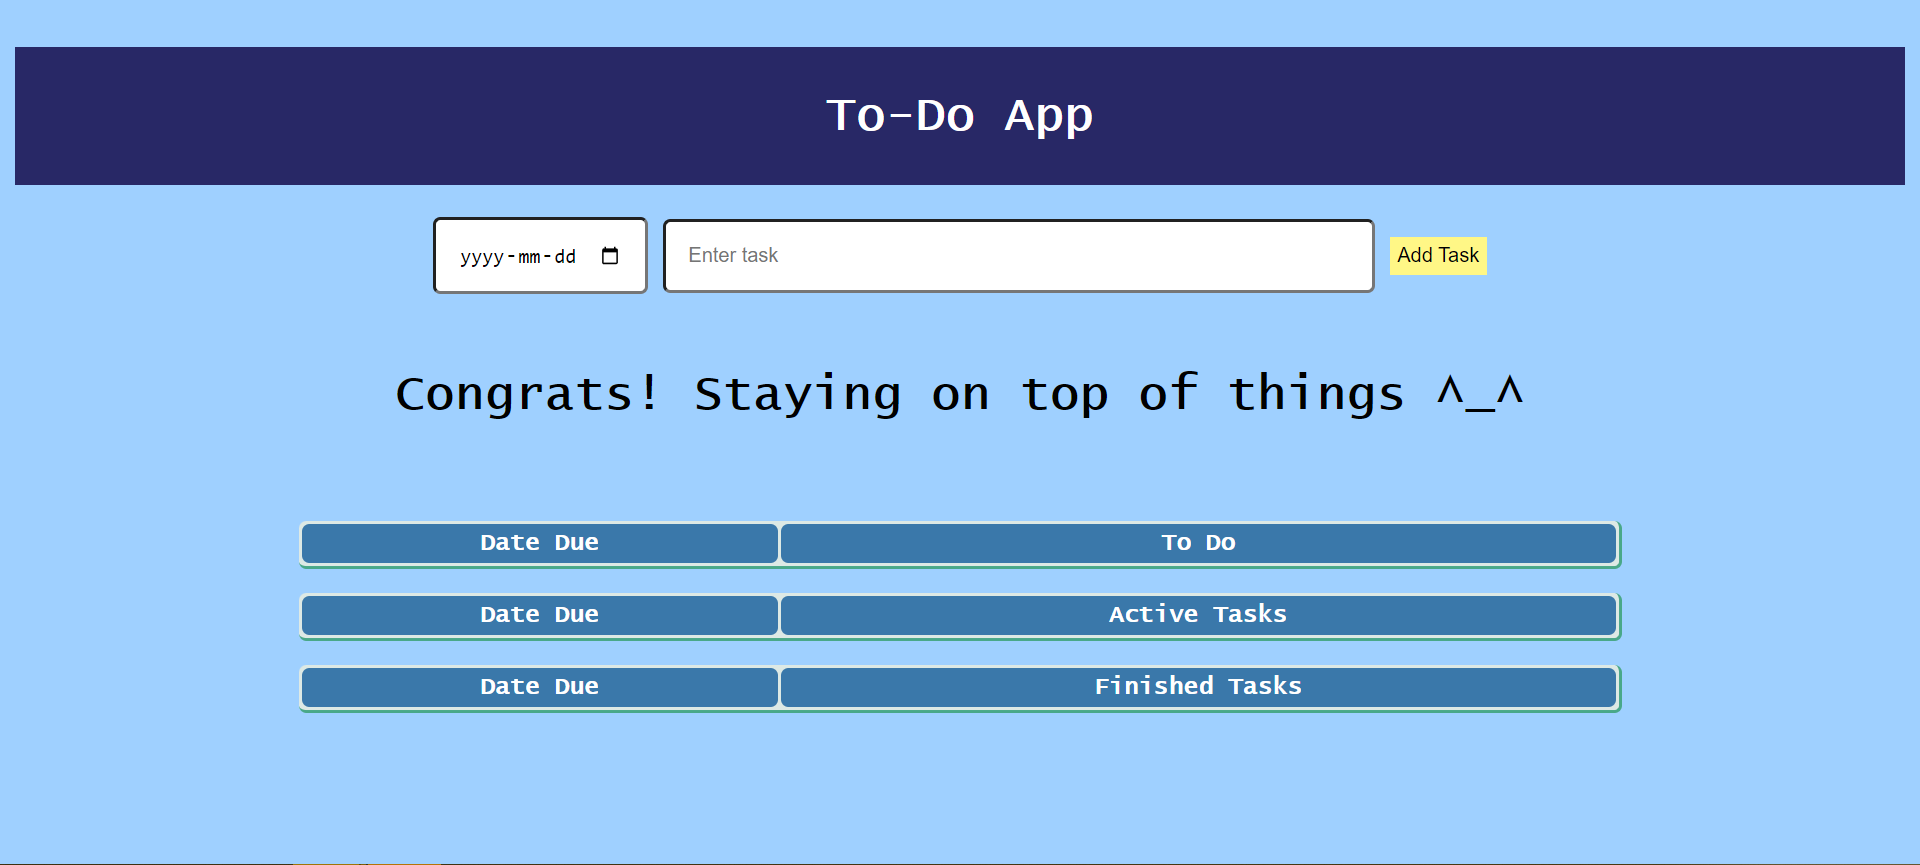 To-Do App
yyyy-mm-dd Enter task Add Task
Congrats! Staying on top of things ^_^
Date Due To Do
Date Due Active Tasks
Date Due Finished Tasks